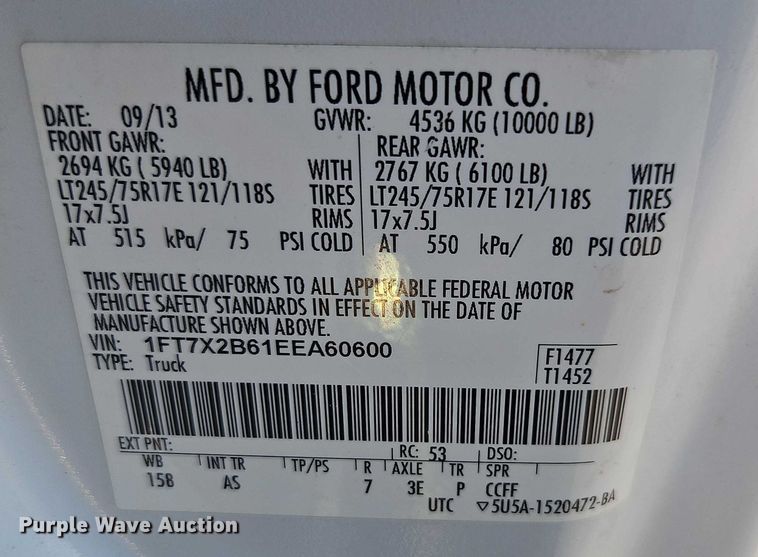 MFD. BY FORD MOTOR CO.
DATE: 09/13 GVWR: 4536 KG (10000 LB)
FRONT GAWR: REAR GAWR:
2694 KG ( 5940 LB) WITH 2767 KG ( 6100 LB) WITH
LT245/75R17E 121/118S TIRES LT245/75R17E 121/118S TIRES
17x7.5J RIMS 17x7.5J RIMS
AT 515 kPa/ 75 PSI COLD AT 550 kPa/ 80 PSI COLD
THIS VEHICLE CONFORMS TO ALL APPLICABLE FEDERAL MOTOR
VEHICLE SAFETY STANDARDS IN EFFECT ON THE DATE OF
MANUFACTURE SHOWN ABOVE.
VIN: 1FT7X2B61EEA60600 F1477
TYPE: Truck T1452
EXT PNT: RC: 53 DSO:
WB INT TR TP/PS R AXLE TR SPR
158 AS 7 3E P CCFF
UTC ▽5U5A-1520472-BA
Purple Wave Auction